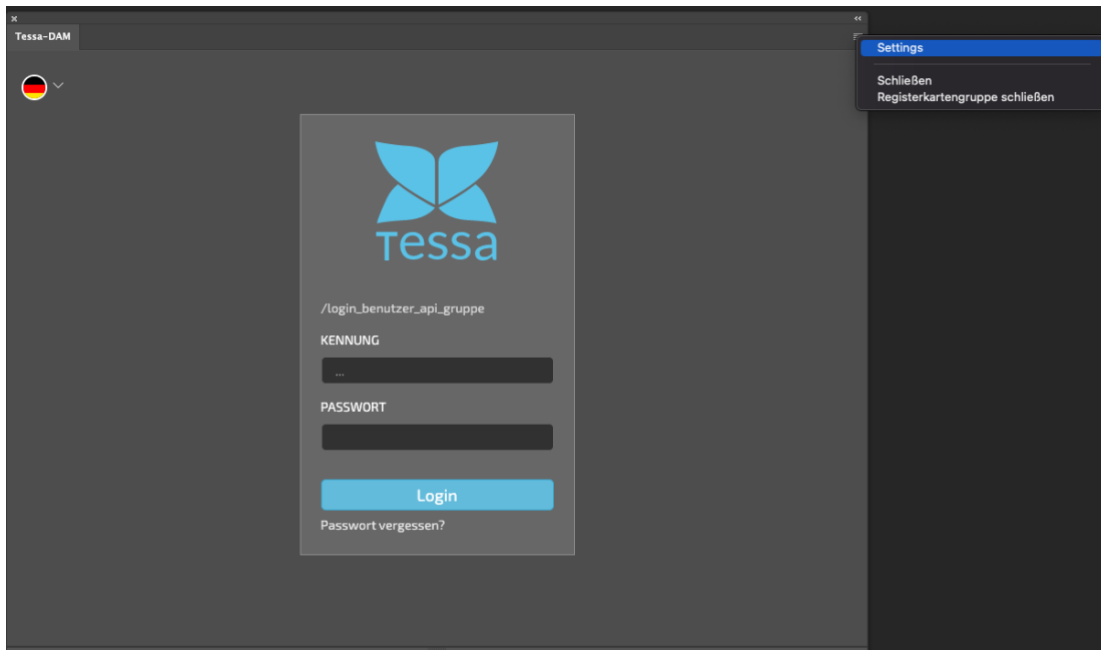 Tessa-DAM
Settings
Schließen
Registerkartengruppe schließen
Tessa
/login_benutzer_api_gruppe
KENNUNG
...
PASSWORT
Login
Passwort vergessen?